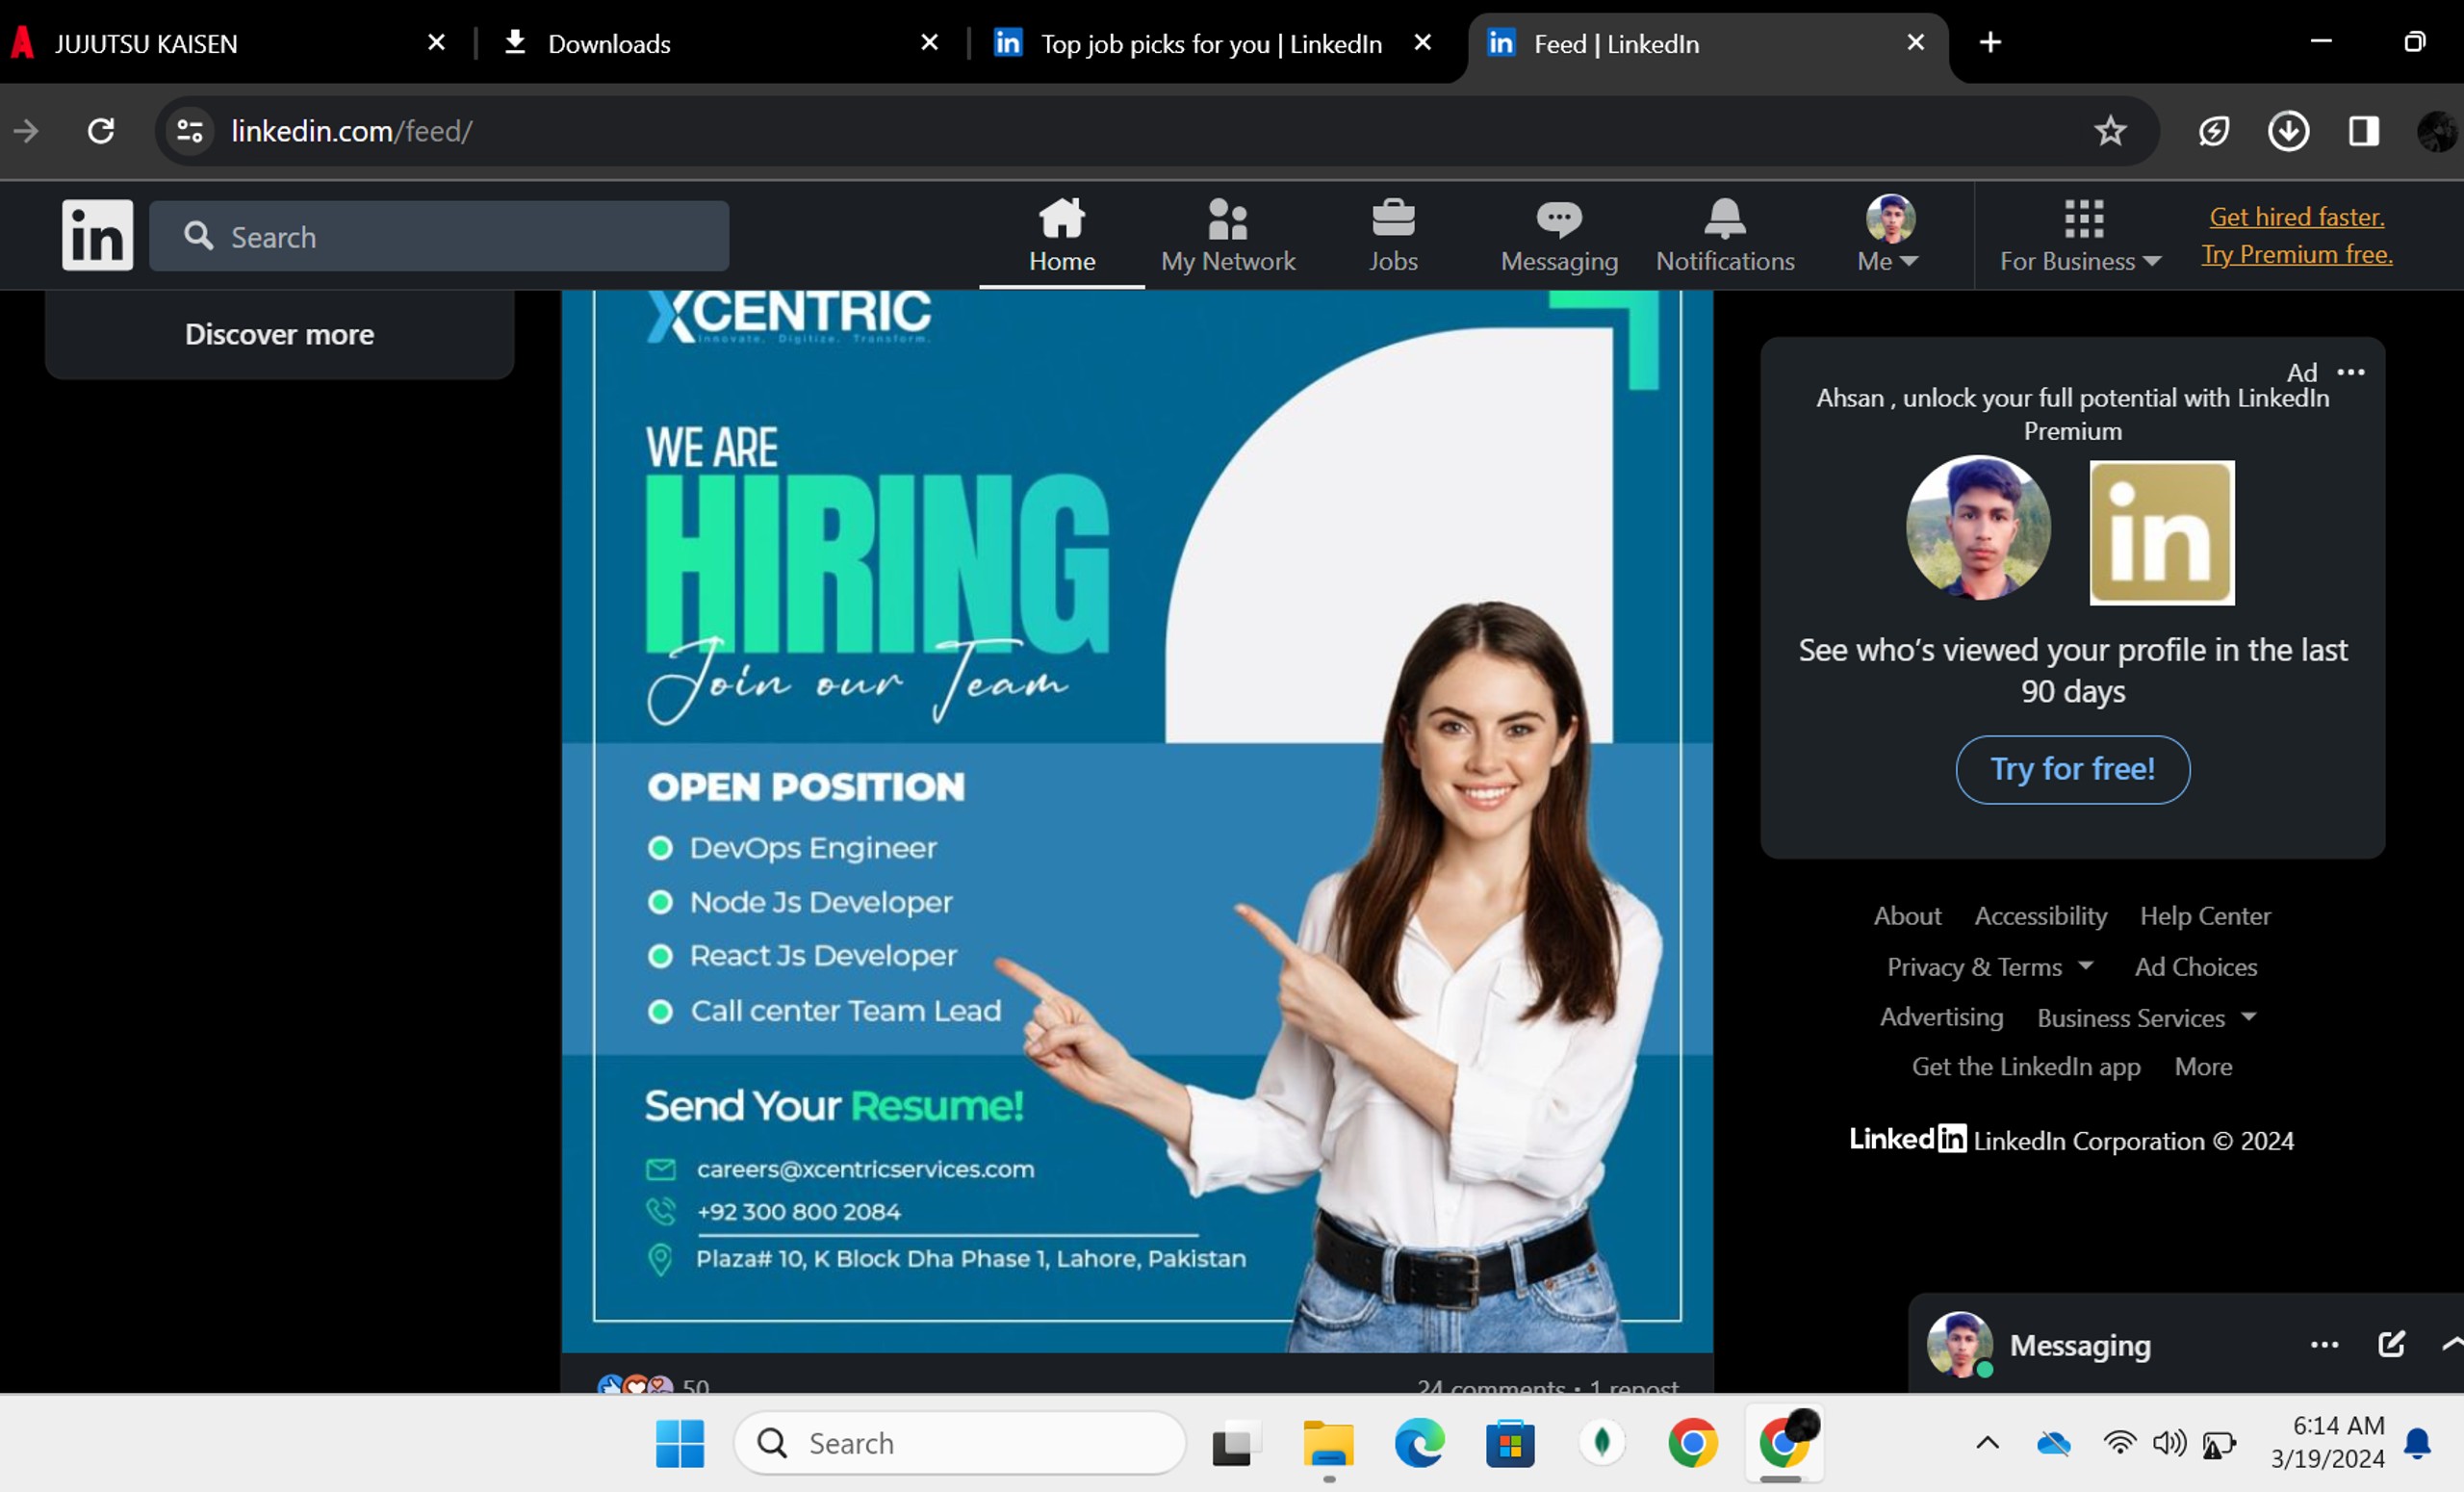 JUJUTSU KAISEN
Downloads
Top job picks for you | LinkedIn
Feed | LinkedIn
linkedin.com/feed/
in
Search
Home
My Network
Jobs
Messaging
Notifications
Me
For Business
Get hired faster.
Try Premium free.
Discover more
XCENTRIC
Innovate. Digitize. Transform.
WE ARE
HIRING
Join our Team
OPEN POSITION
DevOps Engineer
Node Js Developer
React Js Developer
Call center Team Lead
Send Your Resume!
careers@xcentricservices.com
+92 300 800 2084
Plaza# 10, K Block Dha Phase 1, Lahore, Pakistan
50
24 comments • 1 repost
Ad
Ahsan , unlock your full potential with LinkedIn
Premium
in
See who’s viewed your profile in the last
90 days
Try for free!
About Accessibility Help Center
Privacy & Terms Ad Choices
Advertising Business Services
Get the LinkedIn app More
Linkedin LinkedIn Corporation © 2024
Messaging
Search
6:14 AM
3/19/2024